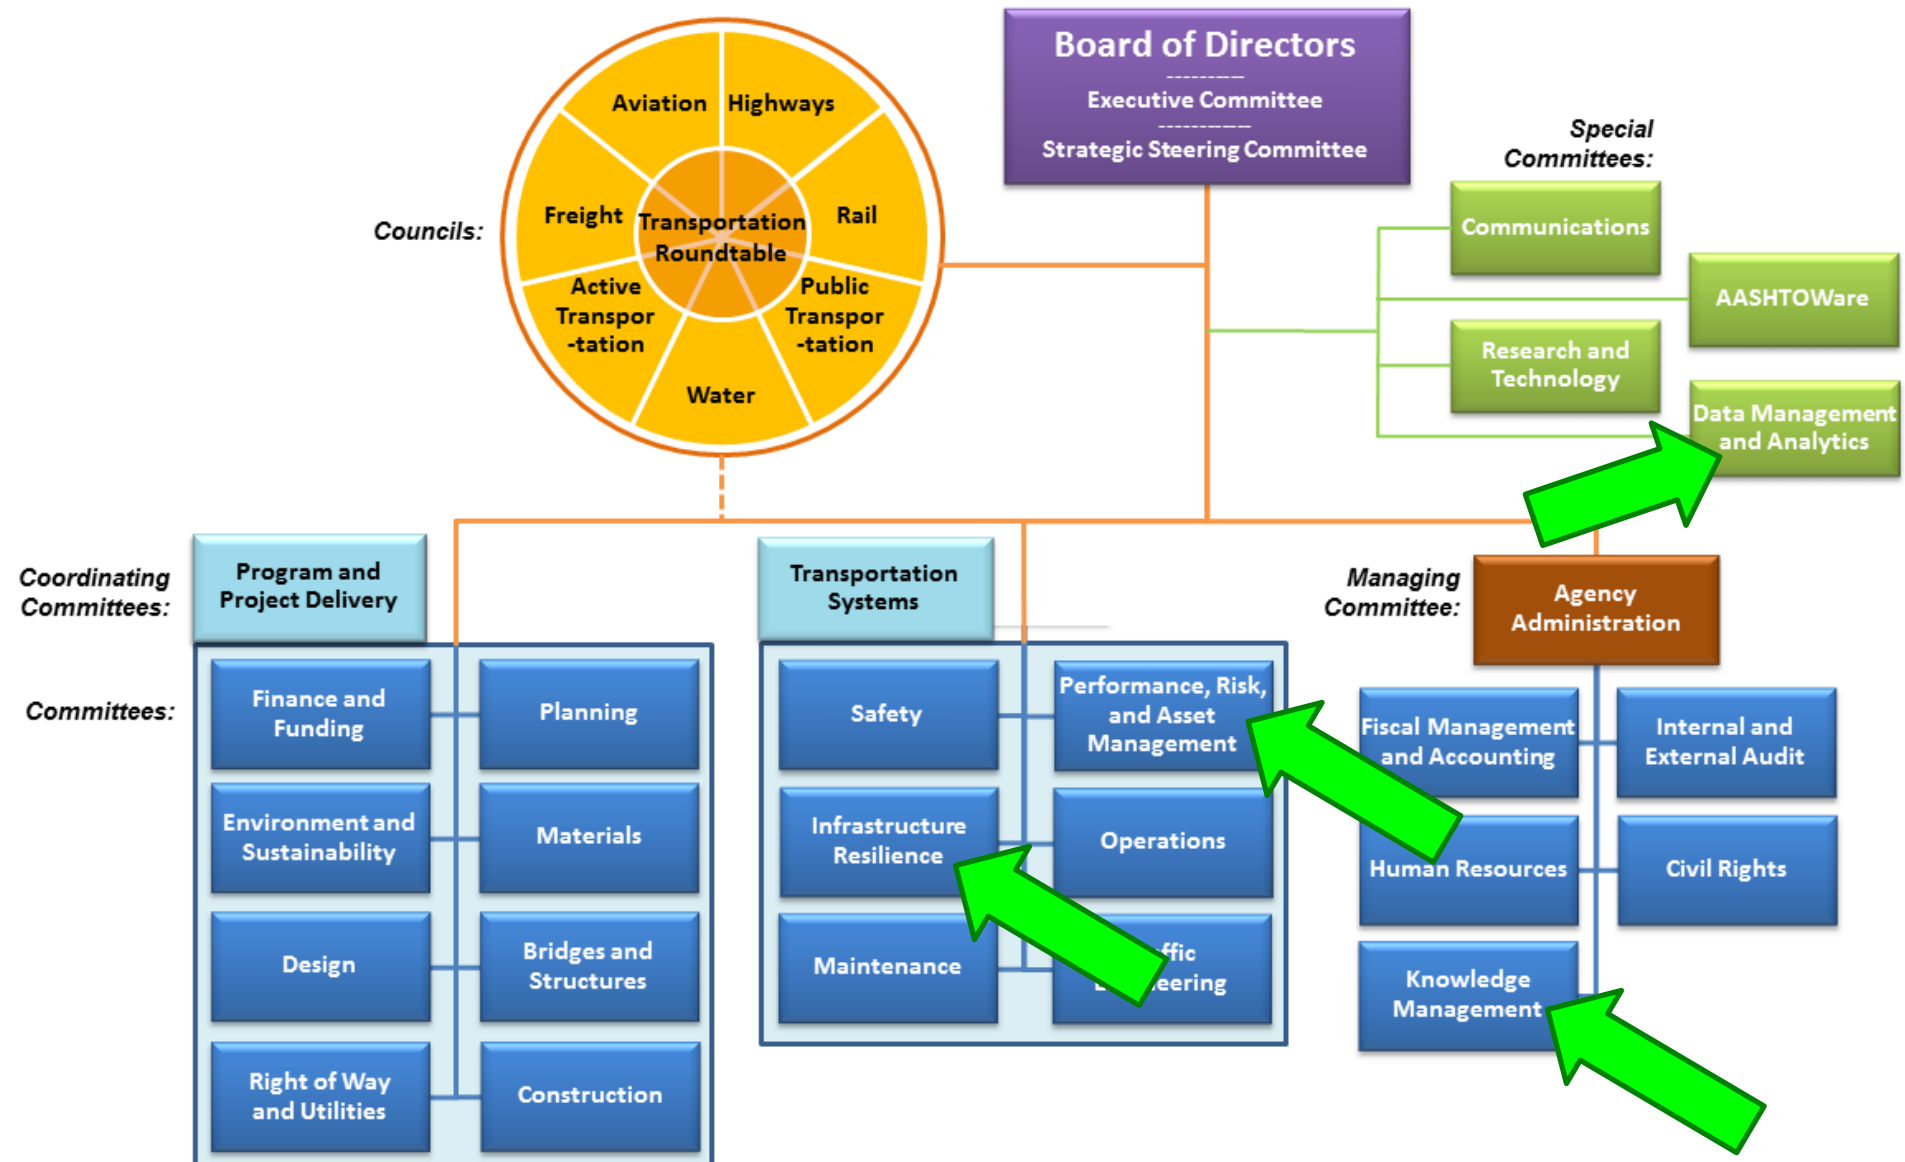 Board of Directors
----------
Executive Committee
------------
Strategic Steering Committee
Aviation
Highways
Freight
Transportation
Roundtable
Rail
Active
Transpor
-tation
Public
Transpor
-tation
Water
Councils:
Special
Committees:
Communications
AASHTOWare
Research and
Technology
Data Management
and Analytics
Coordinating
Committees:
Program and
Project Delivery
Transportation
Systems
Managing
Committee:
Agency
Administration
Committees:
Finance and
Funding
Planning
Environment and
Sustainability
Materials
Design
Bridges and
Structures
Right of Way
and Utilities
Construction
Safety
Performance, Risk,
and Asset
Management
Infrastructure
Resilience
Operations
Maintenance
Fiscal Management
and Accounting
Internal and
External Audit
Human Resources
Civil Rights
Knowledge
Management